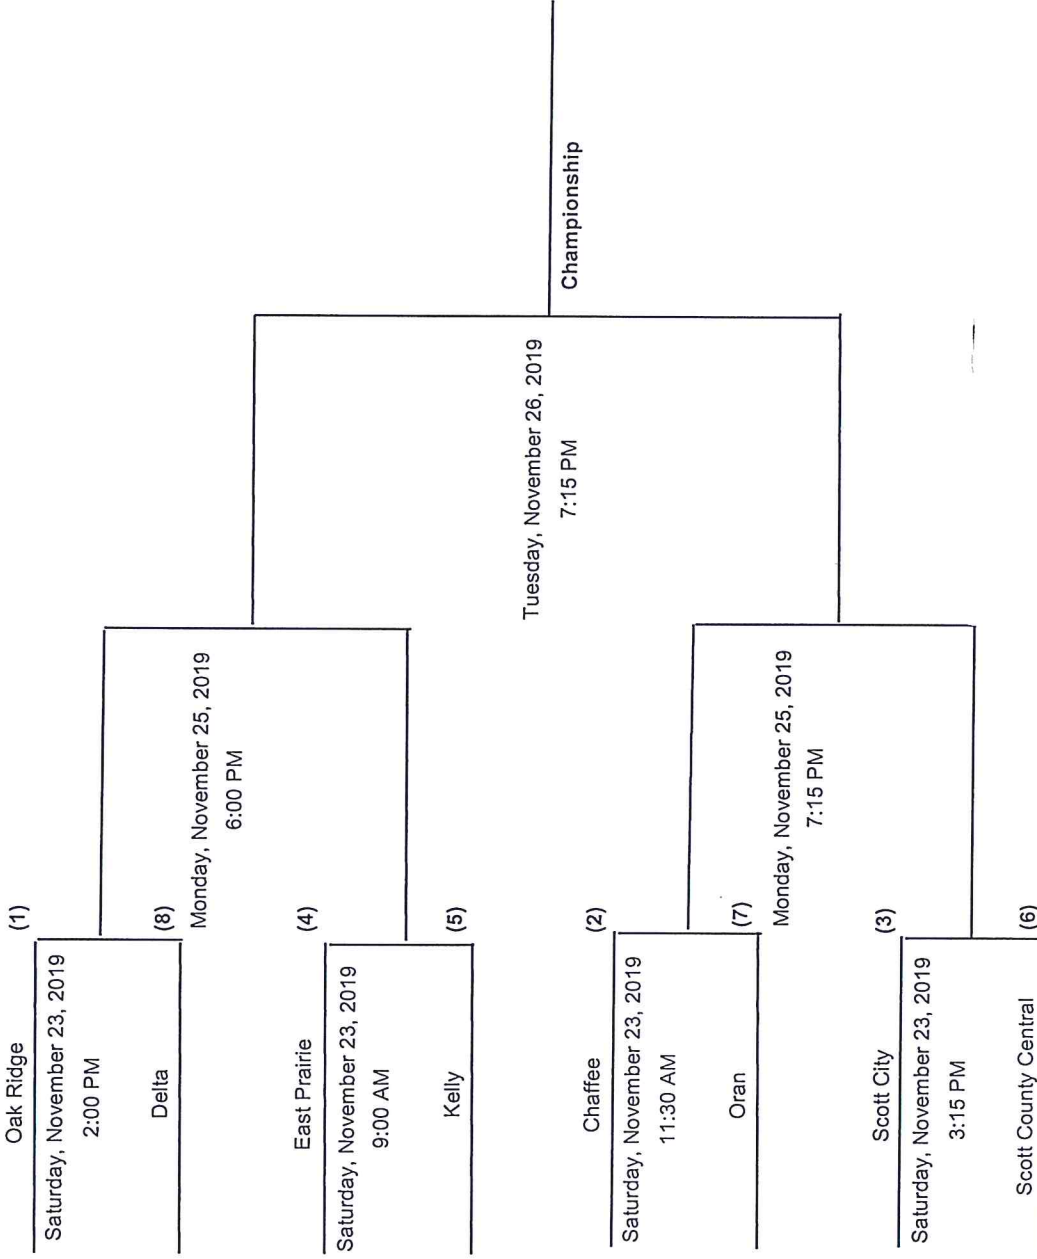 Oak Ridge (1)
Saturday, November 23, 2019
2:00 PM
Delta (8)
Monday, November 25, 2019
6:00 PM
East Prairie (4)
Saturday, November 23, 2019
9:00 AM
Kelly (5)
Tuesday, November 26, 2019
7:15 PM
Championship
Chaffee (2)
Saturday, November 23, 2019
11:30 AM
Oran (7)
Monday, November 25, 2019
7:15 PM
Scott City (3)
Saturday, November 23, 2019
3:15 PM
Scott County Central (6)